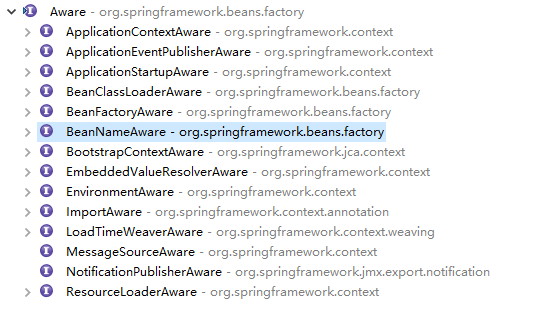 Aware - org.springframework.beans.factory
ApplicationContextAware - org.springframework.context
ApplicationEventPublisherAware - org.springframework.context
ApplicationStartupAware - org.springframework.context
BeanClassLoaderAware - org.springframework.beans.factory
BeanFactoryAware - org.springframework.beans.factory
BeanNameAware - org.springframework.beans.factory
BootstrapContextAware - org.springframework.jca.context
EmbeddedValueResolverAware - org.springframework.context
EnvironmentAware - org.springframework.context
ImportAware - org.springframework.context.annotation
LoadTimeWeaverAware - org.springframework.context.weaving
MessageSourceAware - org.springframework.context
NotificationPublisherAware - org.springframework.jmx.export.notification
ResourceLoaderAware - org.springframework.context